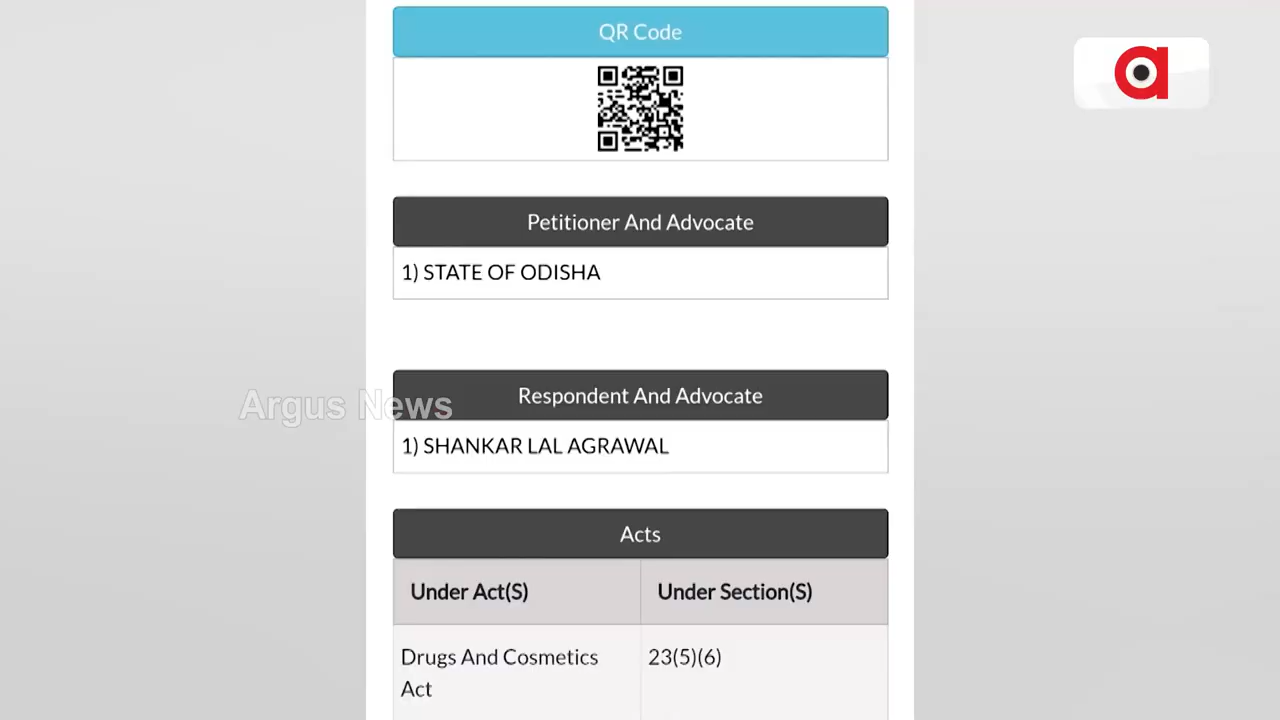 QR Code
Petitioner And Advocate
1) STATE OF ODISHA
Argus News
Respondent And Advocate
1) SHANKAR LAL AGRAWAL
Acts
Under Act(S) Under Section(S)
Drugs And Cosmetics 23(5)(6)
Act